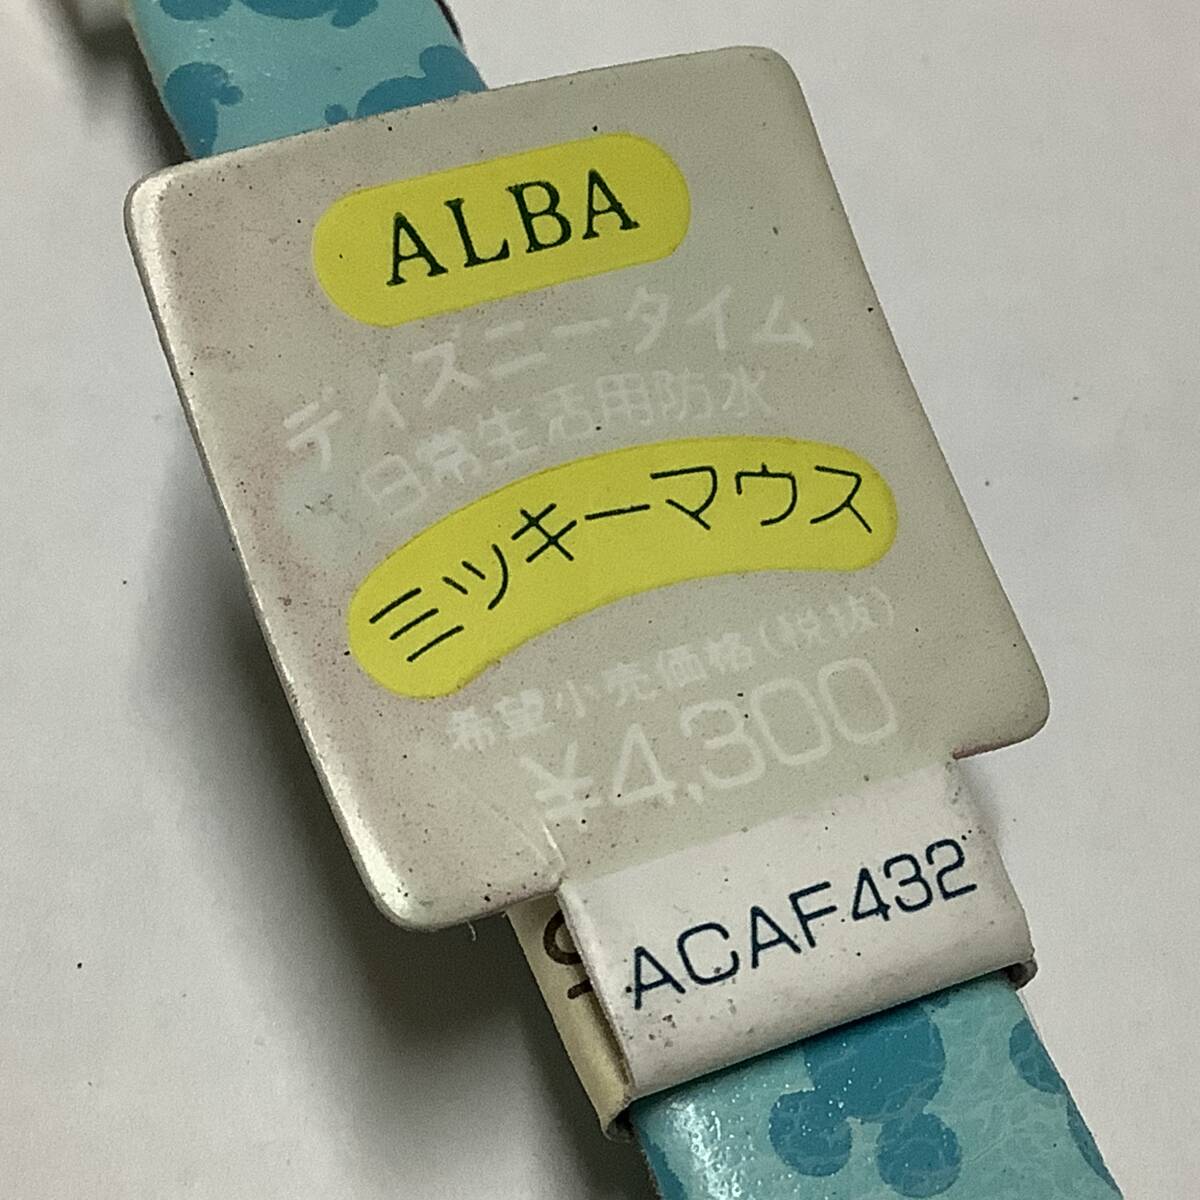 ALBA
ディズニータイム
日常生活用防水
ミッキーマウス
希望小売価格(税抜)
¥4,300
ACAF432